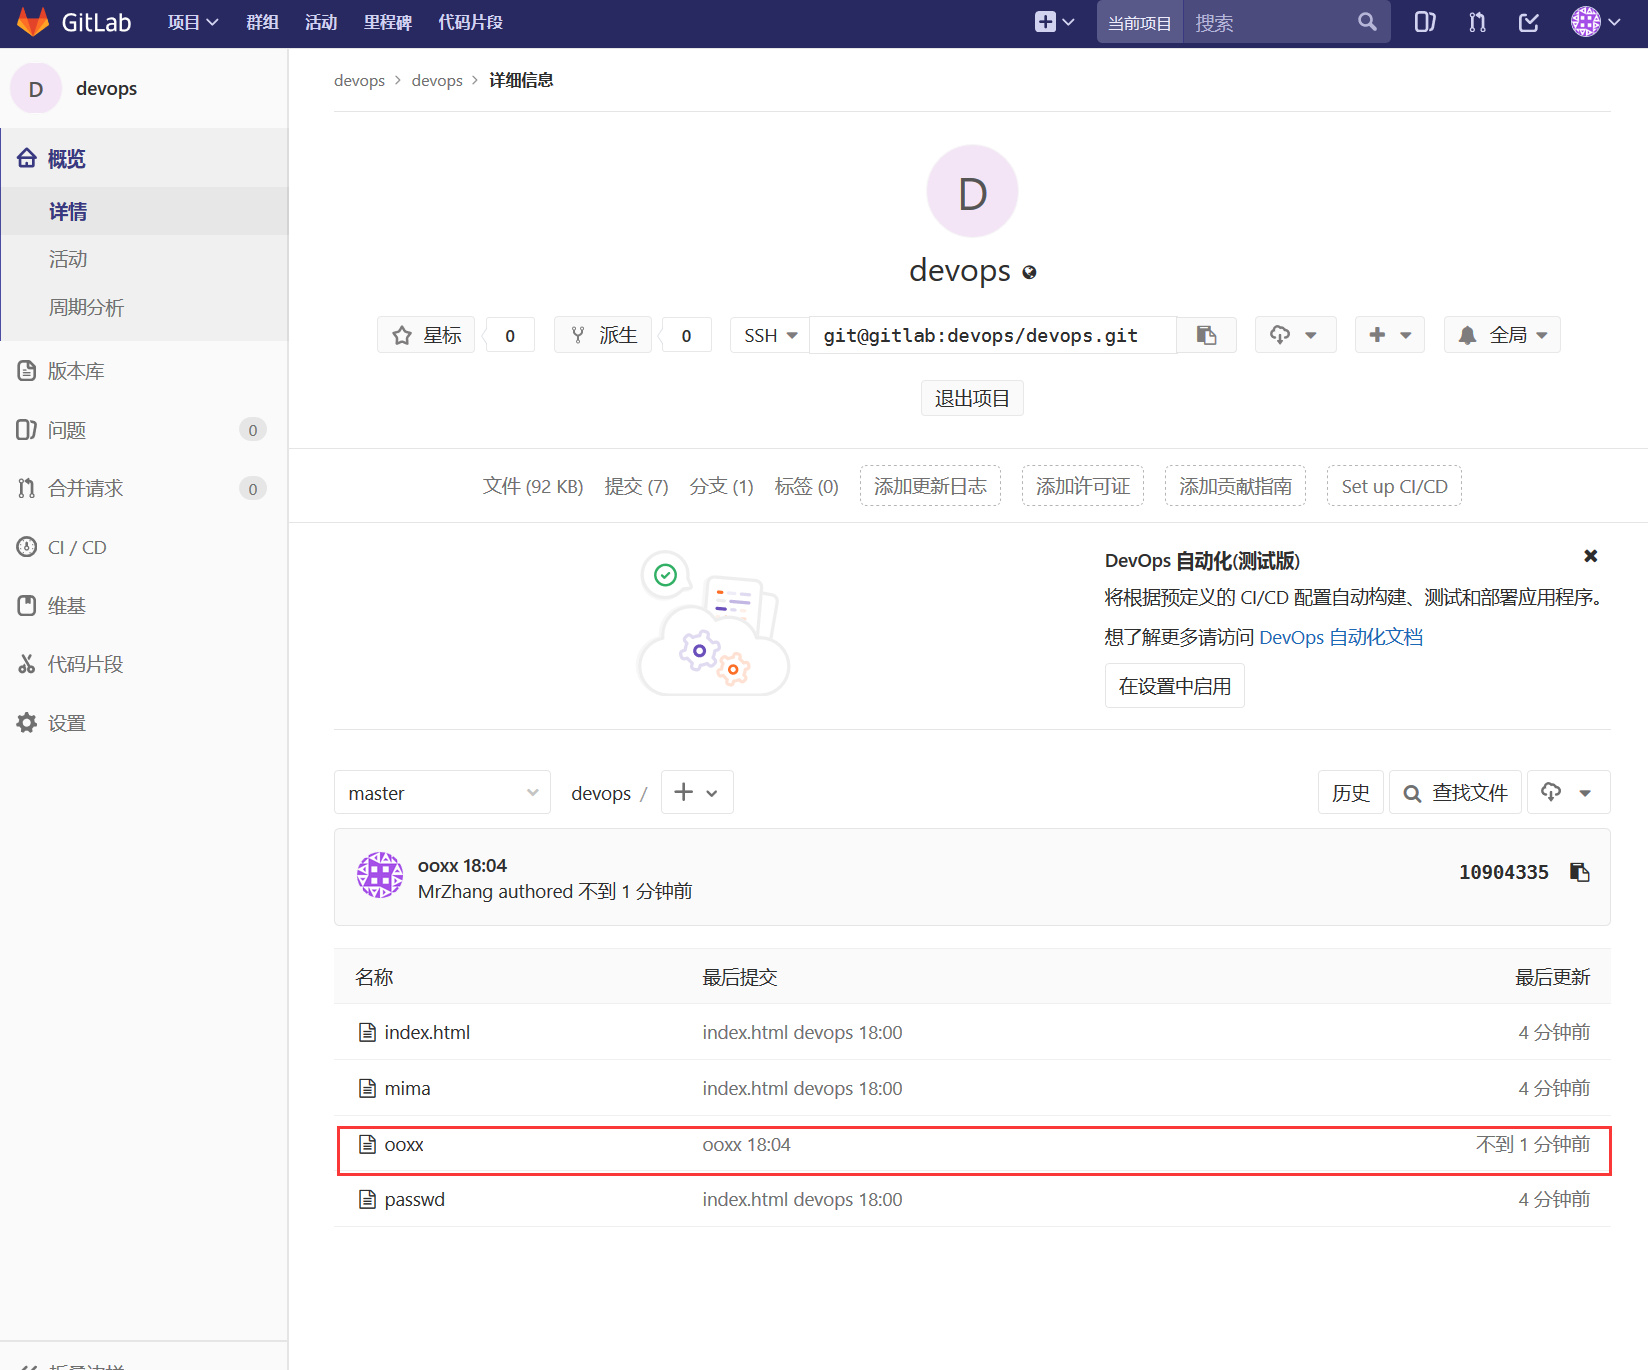 GitLab 项目 群组 活动 里程碑 代码片段 当前项目 搜索
D devops
概览
详情
活动
周期分析
版本库
问题 0
合并请求 0
CI / CD
维基
代码片段
设置
devops > devops > 详细信息
D
devops
星标 0 派生 0 SSH git@gitlab:devops/devops.git 全局
退出项目
文件 (92 KB) 提交 (7) 分支 (1) 标签 (0) 添加更新日志 添加许可证 添加贡献指南 Set up CI/CD
DevOps 自动化(测试版)
将根据预定义的 CI/CD 配置自动构建、测试和部署应用程序。
想了解更多请访问 DevOps 自动化文档
在设置中启用
master devops / 历史 查找文件
ooxx 18:04
MrZhang authored 不到 1 分钟前
10904335
名称 最后提交 最后更新
index.html index.html devops 18:00 4 分钟前
mima index.html devops 18:00 4 分钟前
ooxx ooxx 18:04 不到 1 分钟前
passwd index.html devops 18:00 4 分钟前